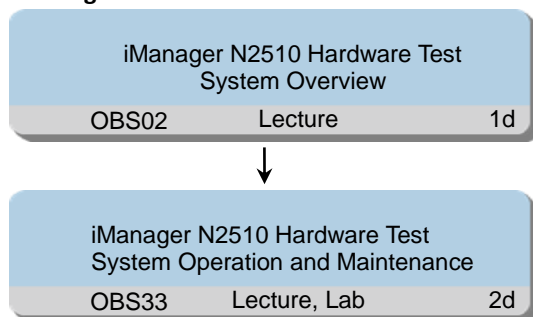 iManager N2510 Hardware Test
System Overview
OBS02 Lecture 1d
iManager N2510 Hardware Test
System Operation and Maintenance
OBS33 Lecture, Lab 2d